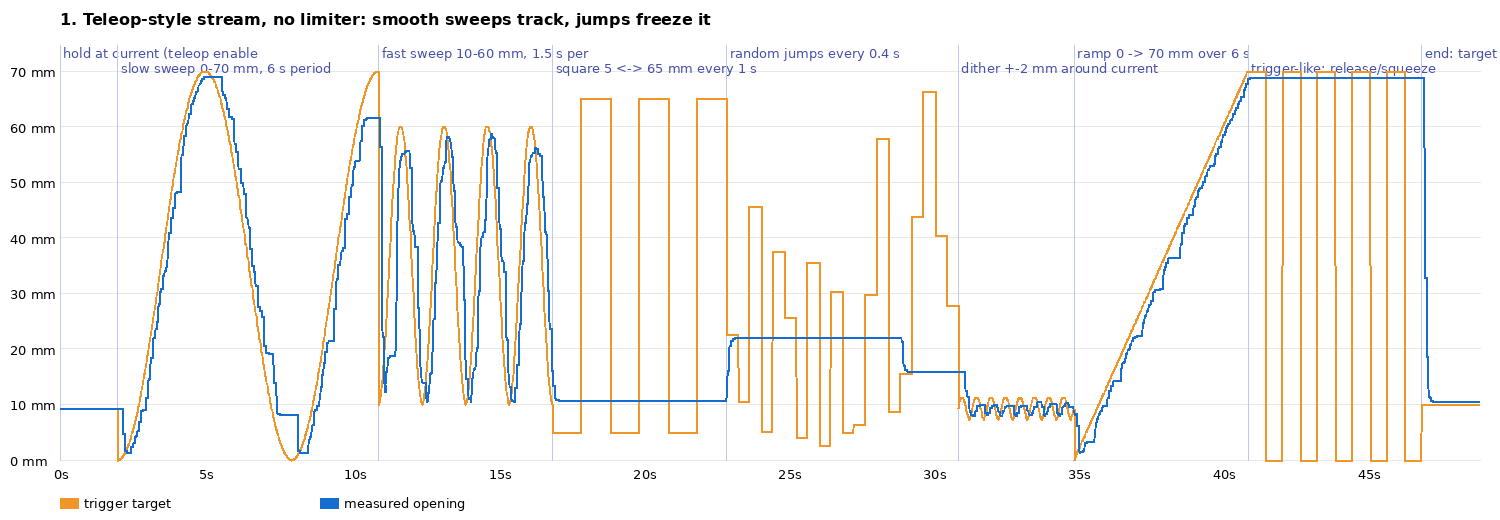 1. Teleop-style stream, no limiter: smooth sweeps track, jumps freeze it
hold at current (teleop enable
fast sweep 10-60 mm, 1.5 s per
random jumps every 0.4 s
ramp 0 -> 70 mm over 6 s
end: target
slow sweep 0-70 mm, 6 s period
square 5 <-> 65 mm every 1 s
dither +-2 mm around current
trigger-like: release/squeeze
70 mm
60 mm
50 mm
40 mm
30 mm
20 mm
10 mm
0 mm
0s 5s 10s 15s 20s 25s 30s 35s 40s 45s
trigger target
measured opening